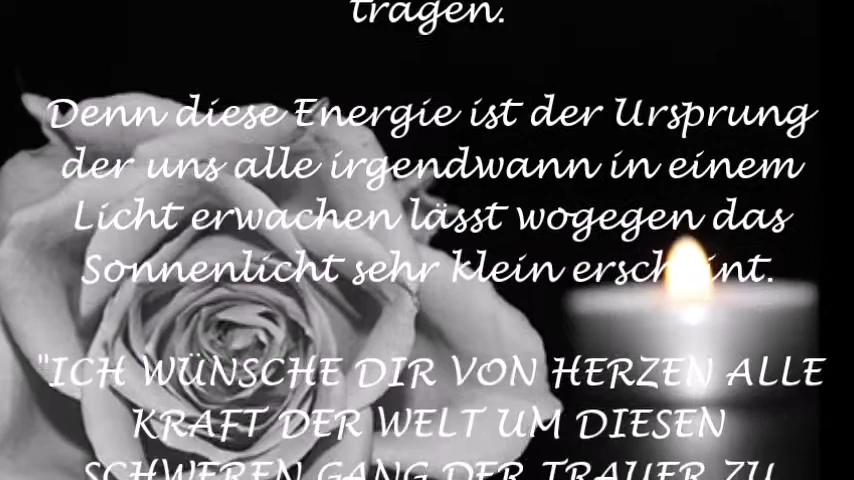 tragen.
Denn diese Energie ist der Ursprung
der uns alle irgendwann in einem
Licht erwachen lässt wogegen das
Sonnenlicht sehr klein erscheint.
"ICH WÜNSCHE DIR VON HERZEN ALLE
KRAFT DER WELT UM DIESEN
SCHWEREN GANG DER TRAUER ZU